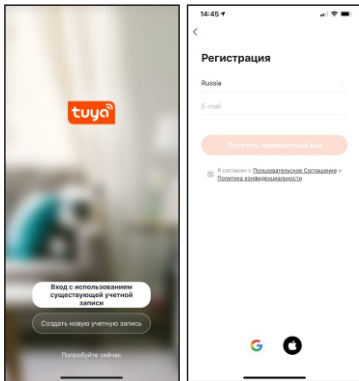 tuya
Вход с использованием
существующей учетной
записи
Создать новую учетную запись
Попробуйте сейчас
14:45
Регистрация
Russia
E-mail
Получить проверочный код
Я согласен с Пользовательское Соглашение и
Политика конфиденциальности